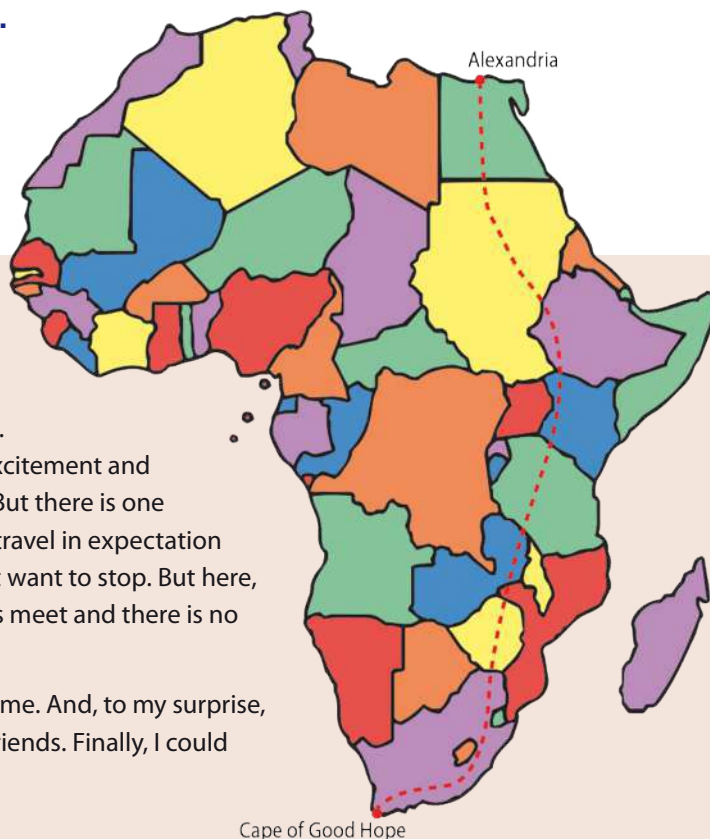 .
Alexandria
.
xcitement and
But there is one
travel in expectation
t want to stop. But here,
s meet and there is no
me. And, to my surprise,
riends. Finally, I could
Cape of Good Hope